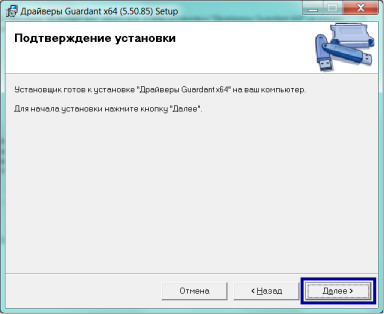 Драйверы Guardant x64 (5.50.85) Setup
Подтверждение установки
Установщик готов к установке "Драйверы Guardant x64" на ваш компьютер.
Для начала установки нажмите кнопку "Далее".
Отмена
< Назад
Далее >